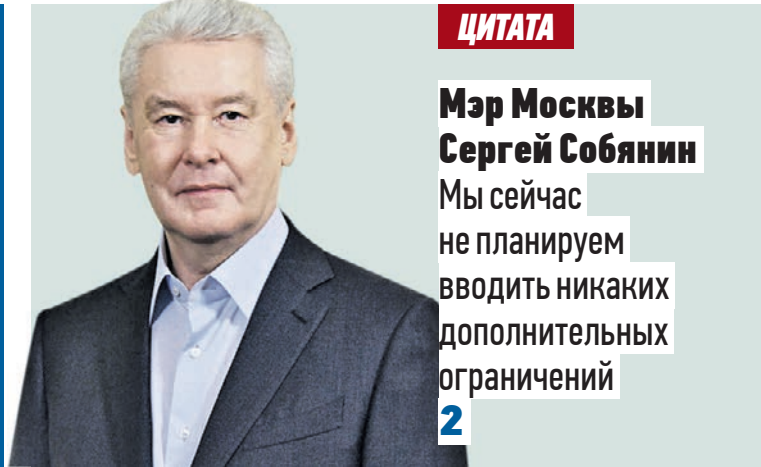 ЦИТАТА
Мэр Москвы
Сергей Собянин
Мы сейчас
не планируем
вводить никаких
дополнительных
ограничений
2